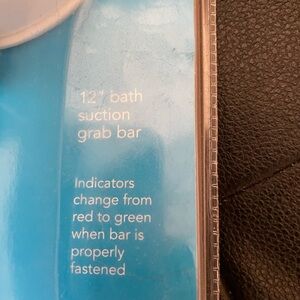 12" bath
suction
grab bar
Indicators
change from
red to green
when bar is
properly
fastened